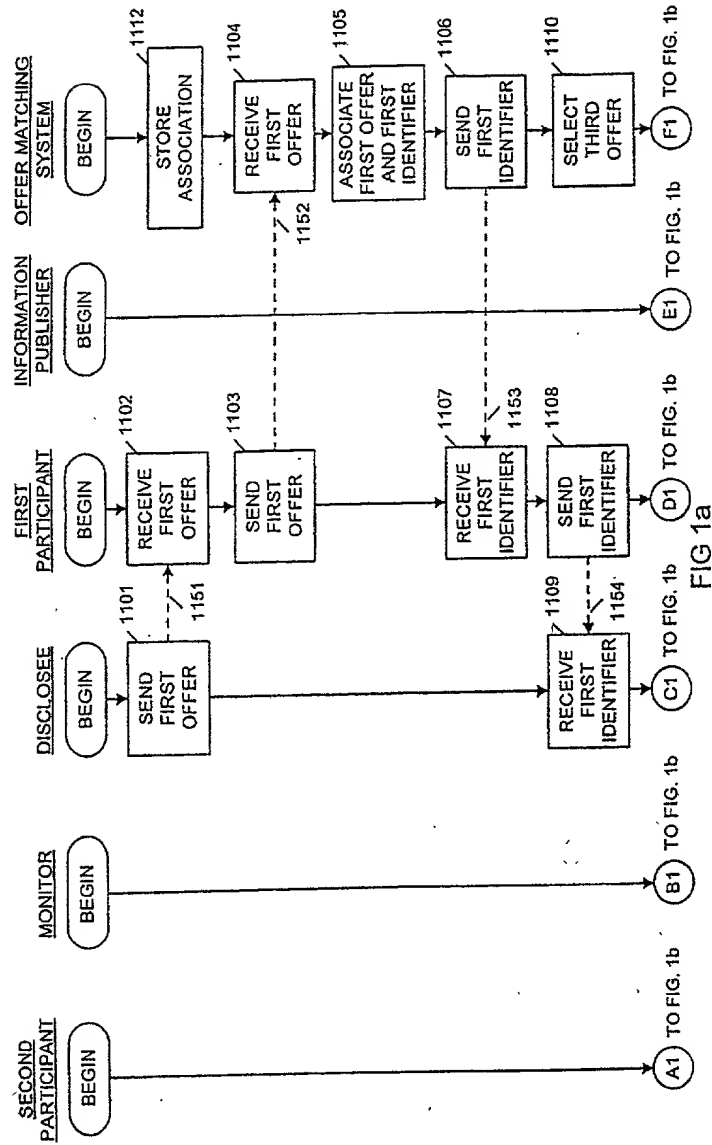 SECOND
PARTICIPANT
BEGIN
A1 TO FIG. 1b
MONITOR
BEGIN
B1 TO FIG. 1b
DISCLOSEE
BEGIN
1101
SEND
FIRST
OFFER
1151
1109
RECEIVE
FIRST
IDENTIFIER
1154
C1 TO FIG. 1b
FIRST
PARTICIPANT
BEGIN
1102
RECEIVE
FIRST
OFFER
1103
SEND
FIRST
OFFER
1152
1107
RECEIVE
FIRST
IDENTIFIER
1153
1108
SEND
FIRST
IDENTIFIER
D1 TO FIG. 1b
INFORMATION
PUBLISHER
BEGIN
E1 TO FIG. 1b
OFFER MATCHING
SYSTEM
BEGIN
1112
STORE
ASSOCIATION
1104
RECEIVE
FIRST
OFFER
1105
ASSOCIATE
FIRST OFFER
AND FIRST
IDENTIFIER
1106
SEND
FIRST
IDENTIFIER
1110
SELECT
THIRD
OFFER
F1 TO FIG. 1b
FIG 1a